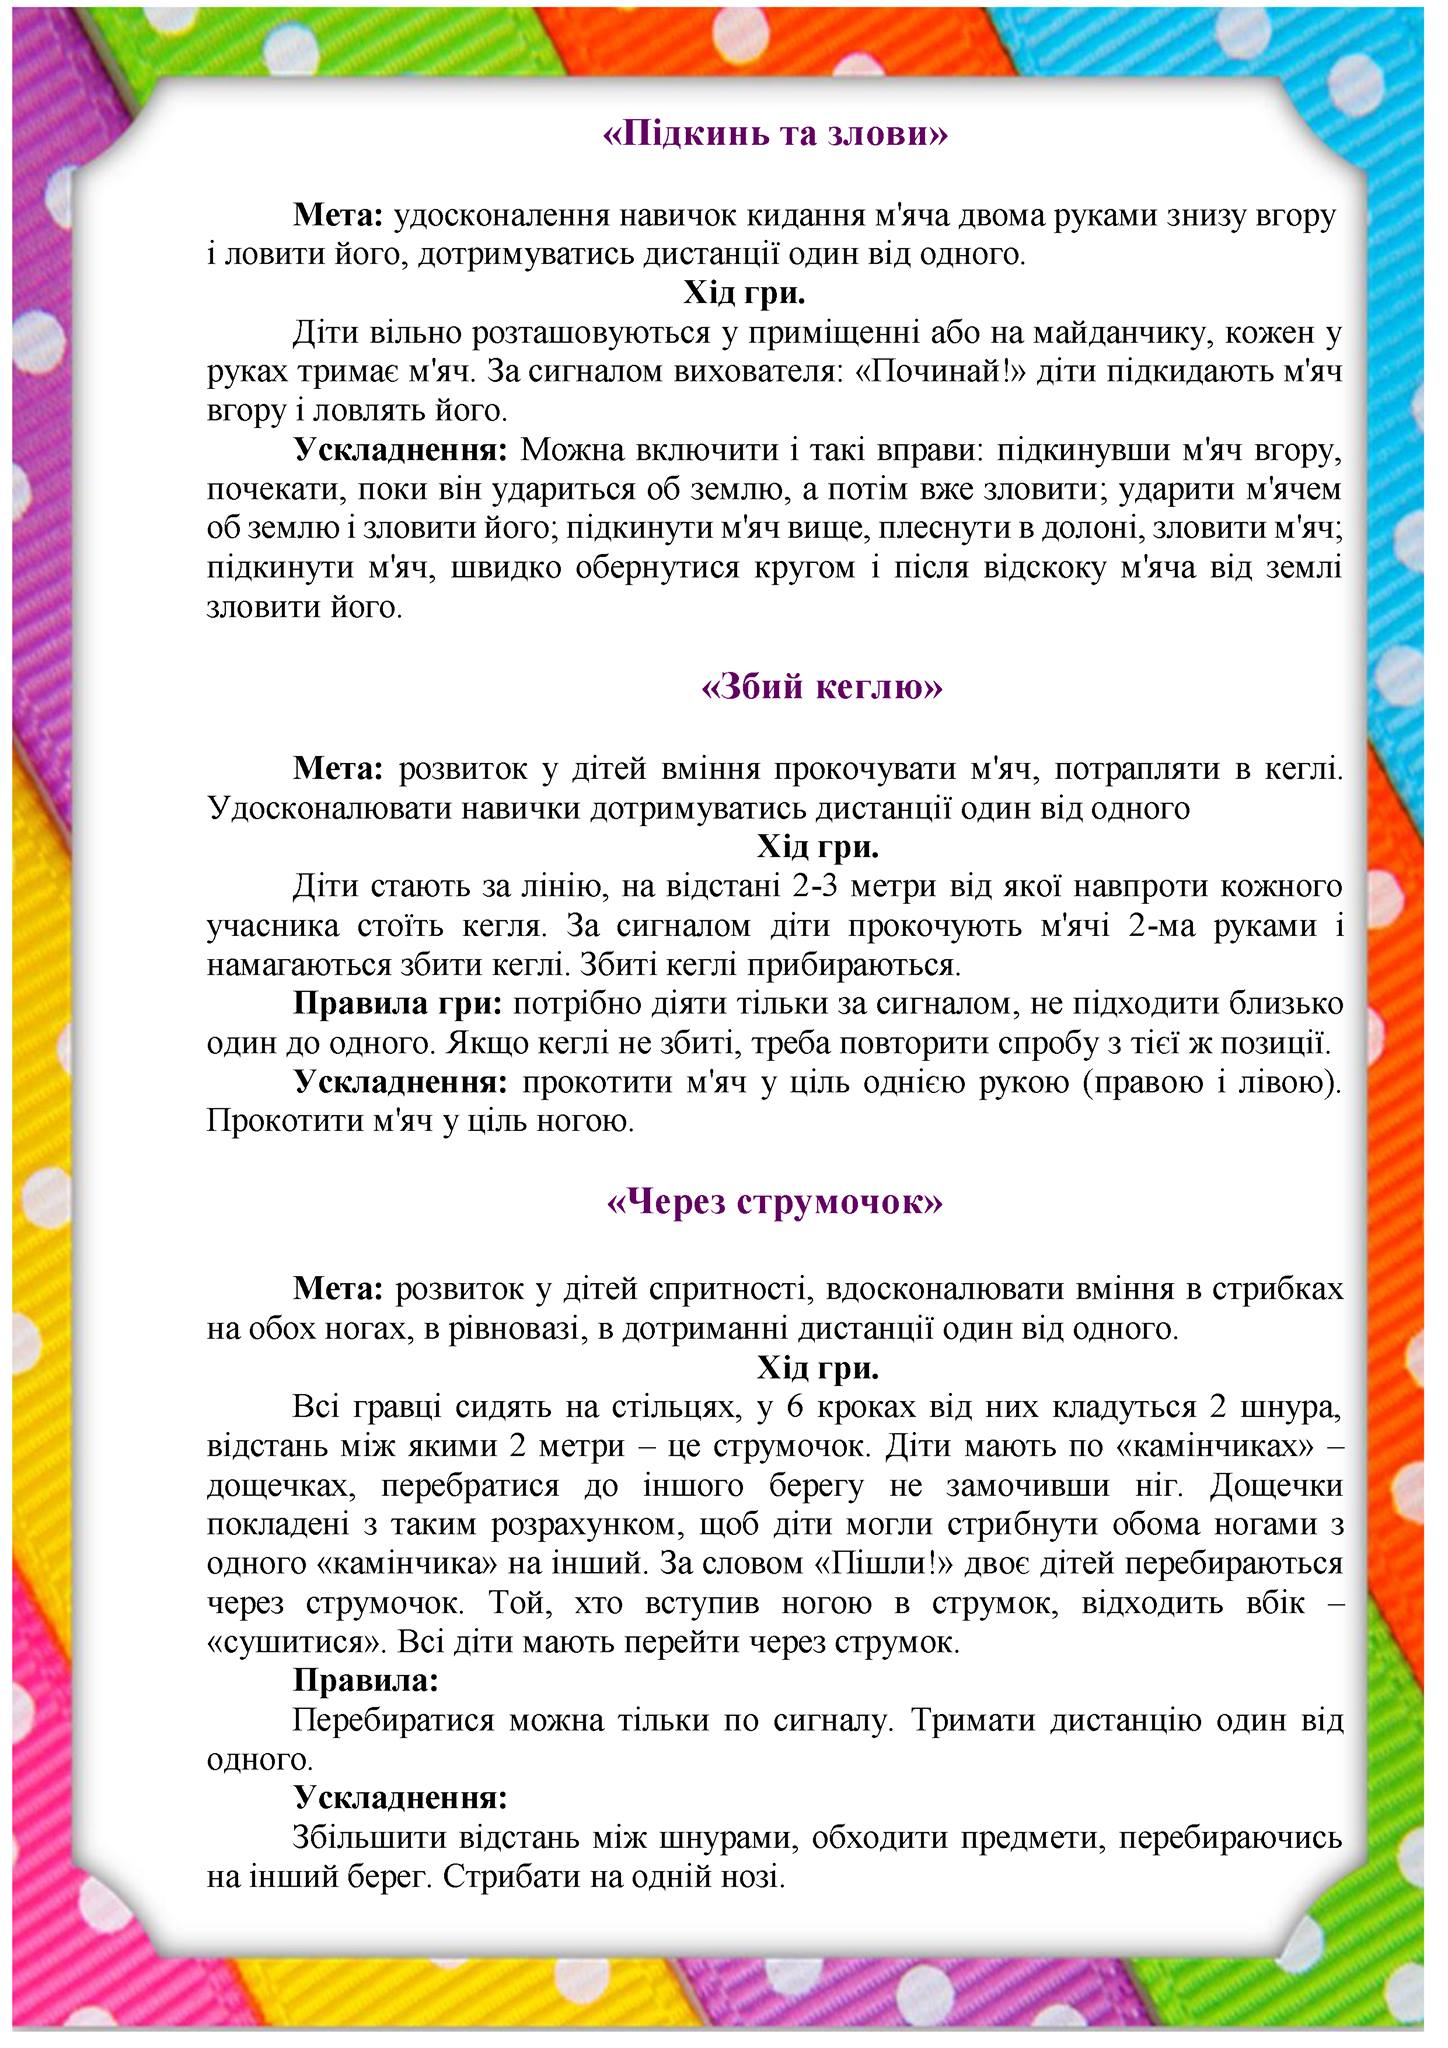 «Підкинь та злови»
Мета: удосконалення навичок кидання м'яча двома руками знизу вгору
і ловити його, дотримуватись дистанції один від одного.
Хід гри.
Діти вільно розташовуються у приміщенні або на майданчику, кожен у
руках тримає м'яч. За сигналом вихователя: «Починай!» діти підкидають м'яч
вгору і ловлять його.
Ускладнення: Можна включити і такі вправи: підкинувши м'яч вгору,
почекати, поки він удариться об землю, а потім вже зловити; ударити м'ячем
об землю і зловити його; підкинути м'яч вище, плеснути в долоні, зловити м'яч;
підкинути м'яч, швидко обернутися кругом і після відскоку м'яча від землі
зловити його.
«Збий кеглю»
Мета: розвиток у дітей вміння прокочувати м'яч, потрапляти в кеглі.
Удосконалювати навички дотримуватись дистанції один від одного
Хід гри.
Діти стають за лінію, на відстані 2-3 метри від якої навпроти кожного
учасника стоїть кегля. За сигналом діти прокочують м'ячі 2-ма руками і
намагаються збити кеглі. Збиті кеглі прибираються.
Правила гри: потрібно діяти тільки за сигналом, не підходити близько
один до одного. Якщо кеглі не збиті, треба повторити спробу з тієї ж позиції.
Ускладнення: прокотити м'яч у ціль однією рукою (правою і лівою).
Прокотити м'яч у ціль ногою.
«Через струмочок»
Мета: розвиток у дітей спритності, вдосконалювати вміння в стрибках
на обох ногах, в рівновазі, в дотриманні дистанції один від одного.
Хід гри.
Всі гравці сидять на стільцях, у 6 кроках від них кладуться 2 шнура,
відстань між якими 2 метри – це струмочок. Діти мають по «камінчиках» –
дощечках, перебратися до іншого берегу не замочивши ніг. Дощечки
покладені з таким розрахунком, щоб діти могли стрибнути обома ногами з
одного «камінчика» на інший. За словом «Пішли!» двоє дітей перебираються
через струмочок. Той, хто вступив ногою в струмок, відходить вбік –
«сушитися». Всі діти мають перейти через струмок.
Правила:
Перебиратися можна тільки по сигналу. Тримати дистанцію один від
одного.
Ускладнення:
Збільшити відстань між шнурами, обходити предмети, перебираючись
на інший берег. Стрибати на одній нозі.